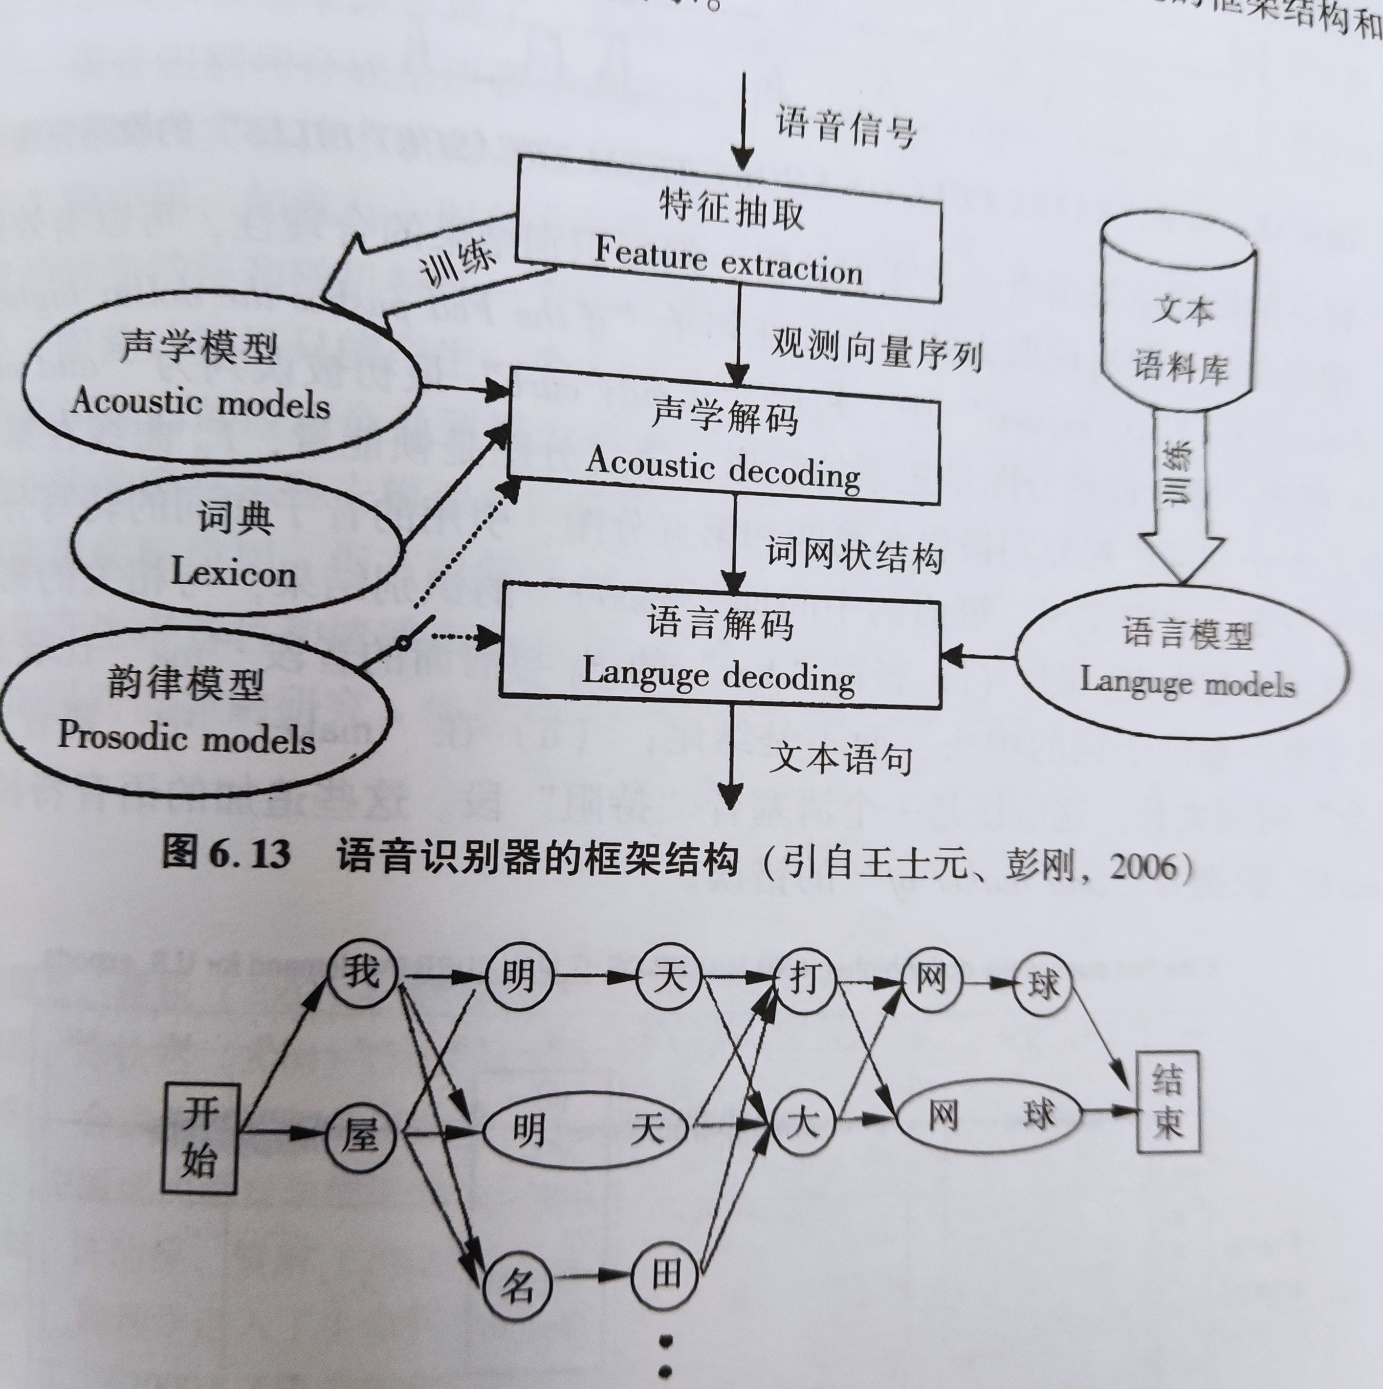 框架结构和
语音信号
特征抽取
Feature extraction
训练
观测向量序列
文本
语料库
声学模型
Acoustic models
声学解码
Acoustic decoding
训练
词典
Lexicon
词网状结构
语言解码
Languge decoding
语言模型
Languge models
韵律模型
Prosodic models
文本语句
图6.13 语音识别器的框架结构（引自王士元、彭刚，2006）
我 明 天 打 网 球
开始
屋 明 天 大 网 球
结束
名 田